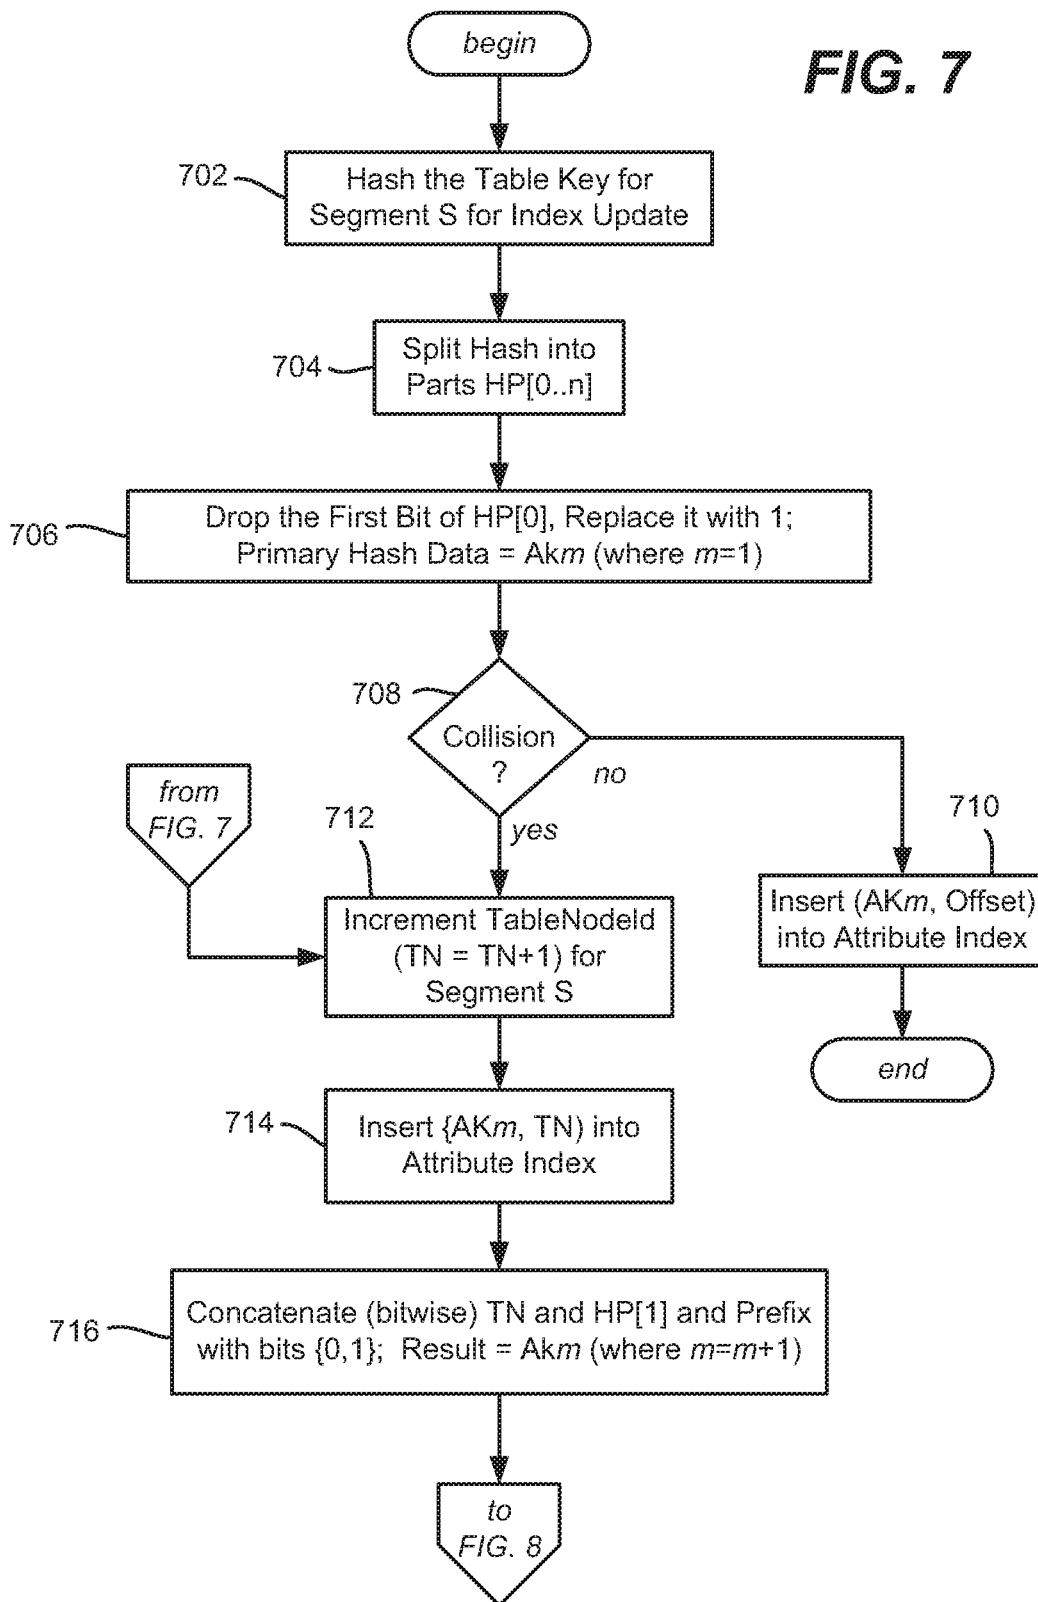 begin
FIG. 7
702
Hash the Table Key for
Segment S for Index Update
704
Split Hash into
Parts HP[0..n]
706
Drop the First Bit of HP[0], Replace it with 1;
Primary Hash Data = Akm (where m=1)
708
Collision
?
no
yes
from
FIG. 7
712
Increment TableNodeId
(TN = TN+1) for
Segment S
710
Insert (AKm, Offset)
into Attribute Index
end
714
Insert {AKm, TN) into
Attribute Index
716
Concatenate (bitwise) TN and HP[1] and Prefix
with bits {0,1}; Result = Akm (where m=m+1)
to
FIG. 8